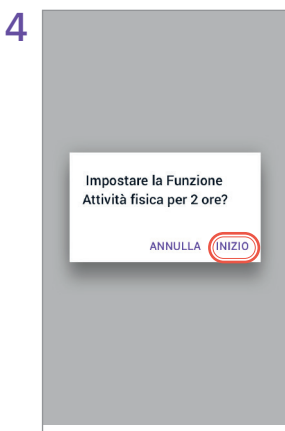 4
Impostare la Funzione
Attività fisica per 2 ore?
ANNULLA INIZIO